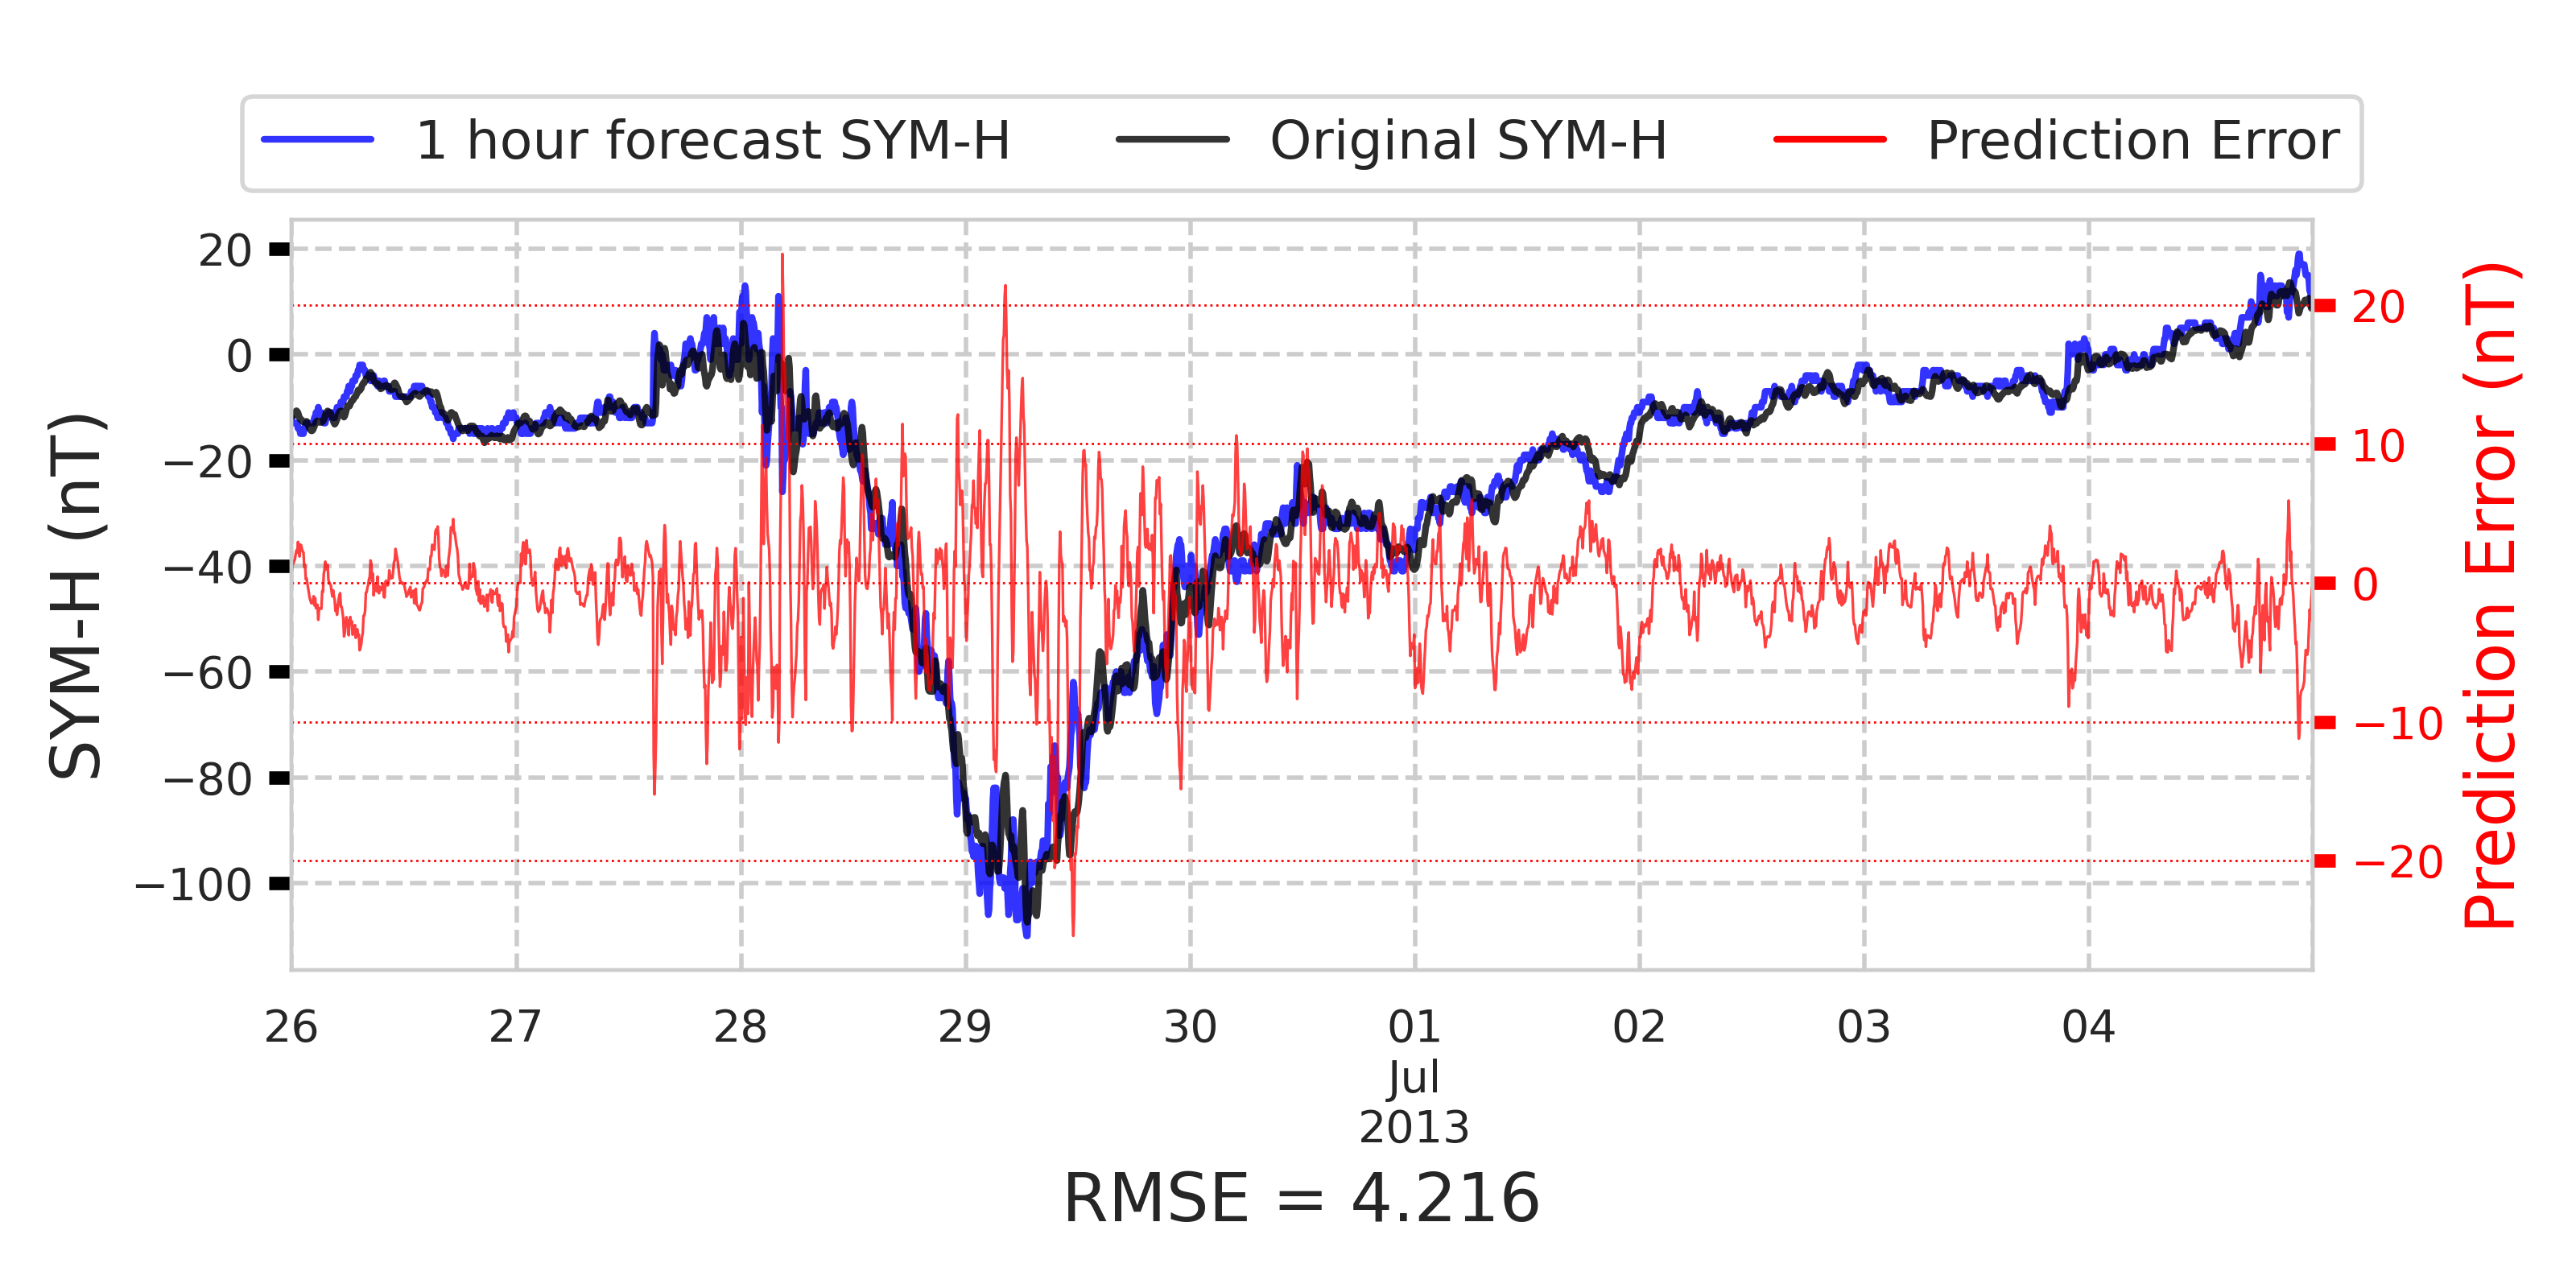 1 hour forecast SYM-H Original SYM-H Prediction Error
SYM-H (nT)
20
0
−20
−40
−60
−80
−100
20
10
0
−10
−20
Prediction Error (nT)
26 27 28 29 30 01 02 03 04
Jul
2013
RMSE = 4.216